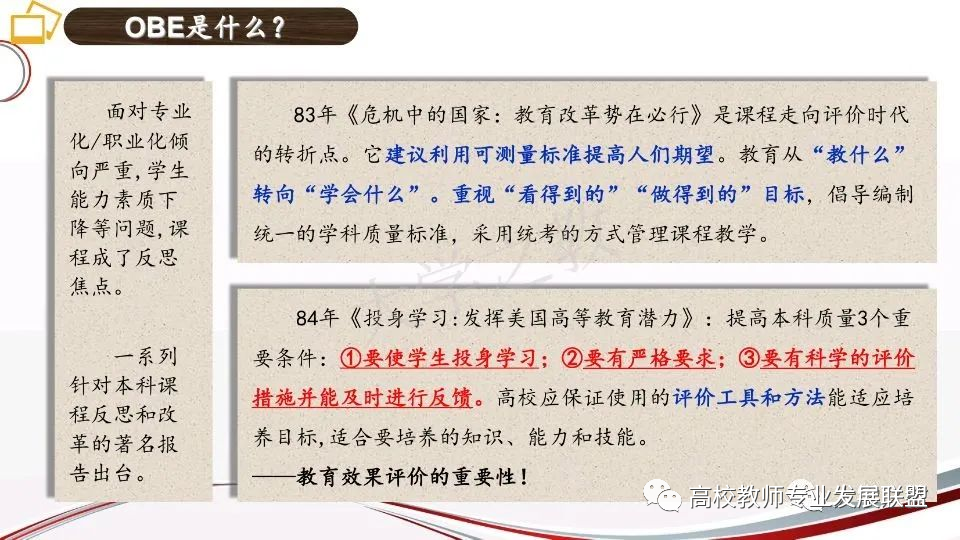 OBE是什么？
面对专业
化/职业化倾
向严重,学生
能力素质下
降等问题,课
程成了反思
焦点。
一系列
针对本科课
程反思和改
革的著名报
告出台。
83年《危机中的国家：教育改革势在必行》是课程走向评价时代
的转折点。它建议利用可测量标准提高人们期望。教育从“教什么”
转向“学会什么”。重视“看得到的”“做得到的”目标，倡导编制
统一的学科质量标准，采用统考的方式管理课程教学。
84年《投身学习:发挥美国高等教育潜力》：提高本科质量3个重
要条件：①要使学生投身学习；②要有严格要求；③要有科学的评价
措施并能及时进行反馈。高校应保证使用的评价工具和方法能适应培
养目标,适合要培养的知识、能力和技能。
——教育效果评价的重要性！
高校教师专业发展联盟